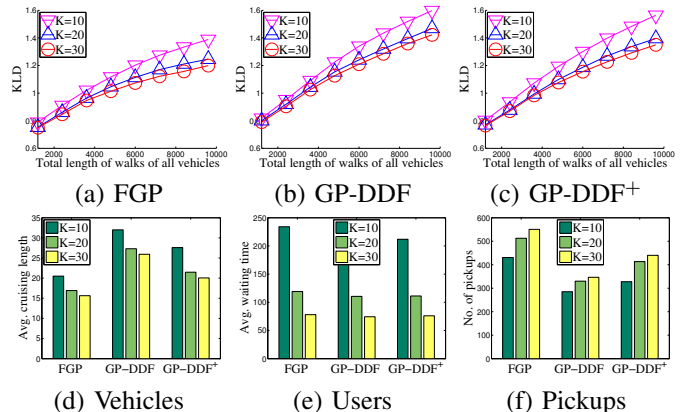 1.6
1.4
1.2
1
0.8
0.6
KLD
K=10
K=20
K=30
2000 4000 6000 8000 10000
Total length of walks of all vehicles
(a) FGP
1.6
1.4
1.2
1
0.8
0.6
KLD
K=10
K=20
K=30
2000 4000 6000 8000 10000
Total length of walks of all vehicles
(b) GP-DDF
1.6
1.4
1.2
1
0.8
0.6
KLD
K=10
K=20
K=30
2000 4000 6000 8000 10000
Total length of walks of all vehicles
(c) GP-DDF+
35
30
25
20
15
10
5
0
Avg. cruising length
K=10
K=20
K=30
FGP GP-DDF GP-DDF+
(d) Vehicles
250
200
150
100
50
0
Avg. waiting time
K=10
K=20
K=30
FGP GP-DDF GP-DDF+
(e) Users
600
500
400
300
200
100
0
No. of pickups
K=10
K=20
K=30
FGP GP-DDF GP-DDF+
(f) Pickups